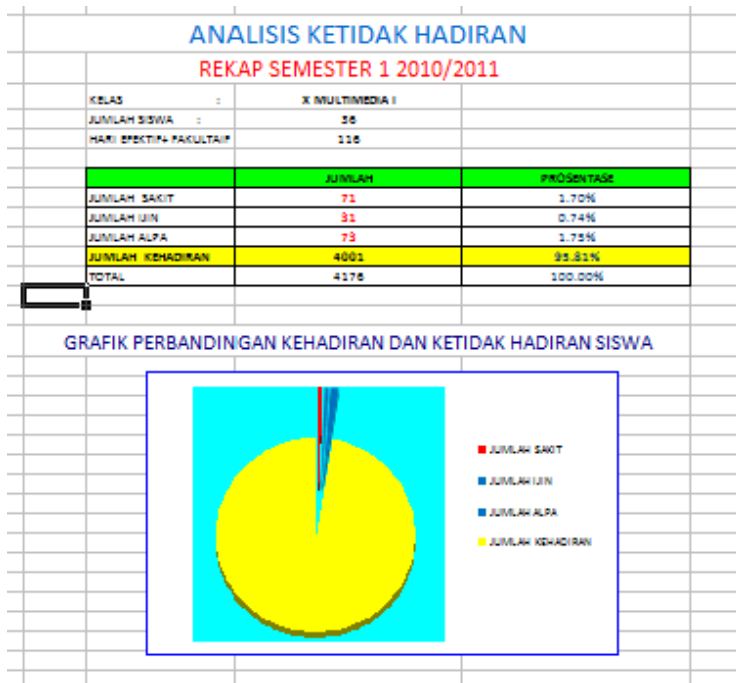 ANALISIS KETIDAK HADIRAN
REKAP SEMESTER 1 2010/2011
KELAS : X MULTIMEDIA I
JUMLAH SISWA : 36
HARI EFEKTIF+ FAKULTAIF 116
JUMLAH PROSENTASE
JUMLAH SAKIT 71 1.70%
JUMLAH IJIN 31 0.74%
JUMLAH ALPA 73 1.75%
JUMLAH KEHADIRAN 4001 95.81%
TOTAL 4176 100.00%
GRAFIK PERBANDINGAN KEHADIRAN DAN KETIDAK HADIRAN SISWA
JUMLAH SAKIT
JUMLAH IJIN
JUMLAH ALPA
JUMLAH KEHADIRAN